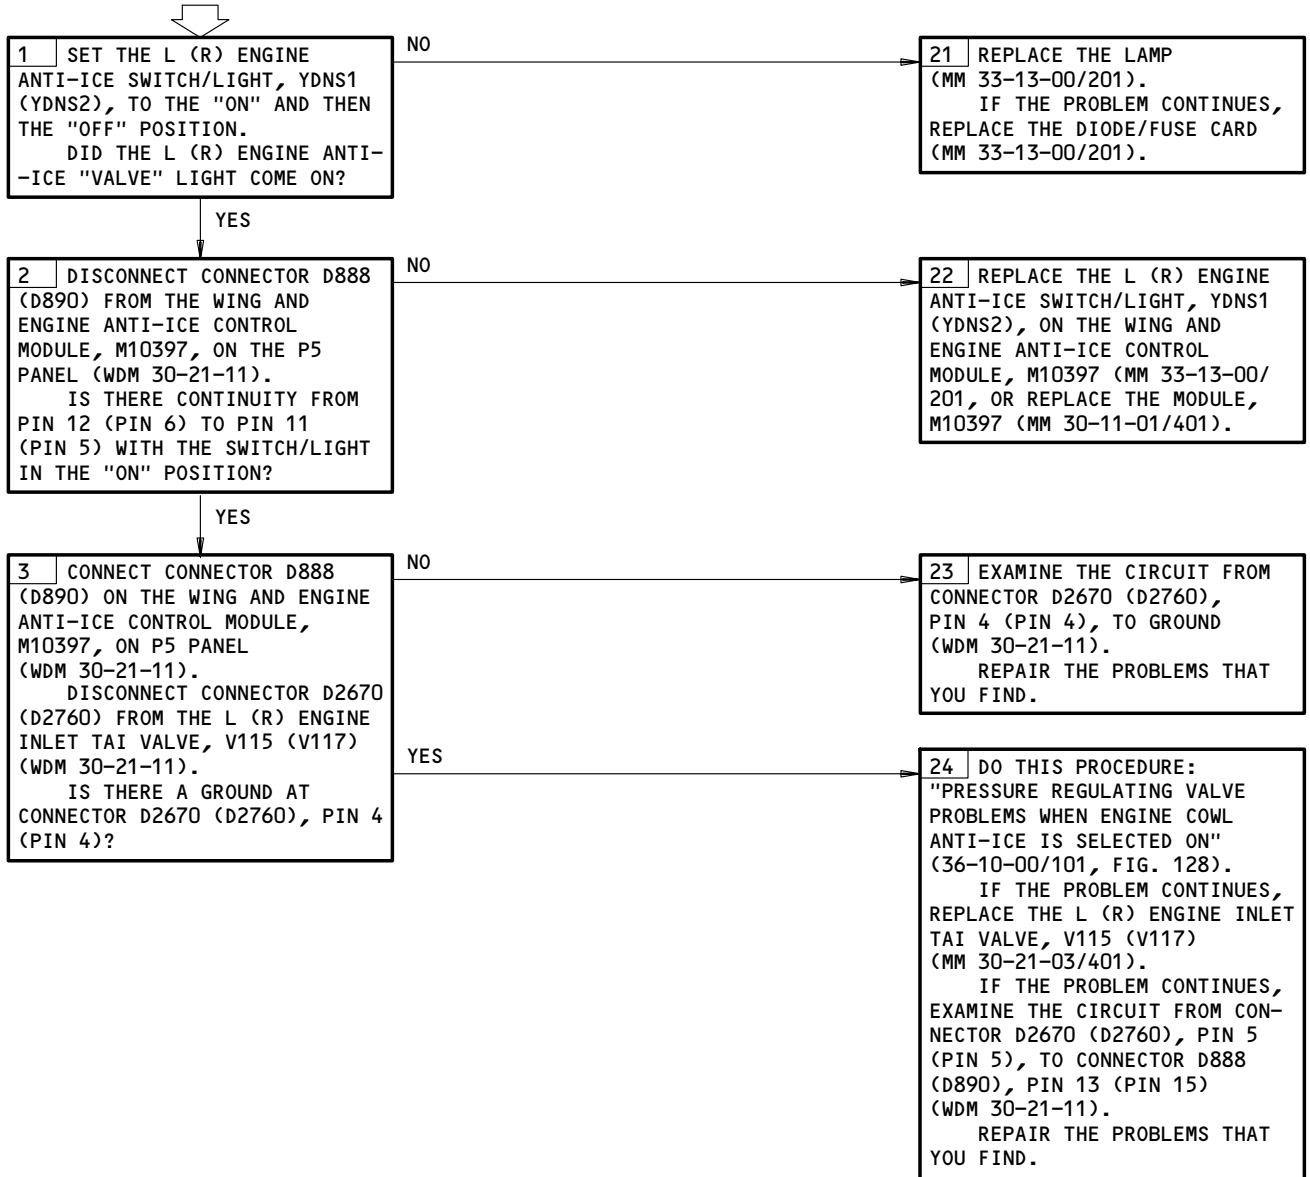 1 SET THE L (R) ENGINE
ANTI-ICE SWITCH/LIGHT, YDNS1
(YDNS2), TO THE "ON" AND THEN
THE "OFF" POSITION.
DID THE L (R) ENGINE ANTI-
-ICE "VALVE" LIGHT COME ON?
NO
21 REPLACE THE LAMP
(MM 33-13-00/201).
IF THE PROBLEM CONTINUES,
REPLACE THE DIODE/FUSE CARD
(MM 33-13-00/201).
YES
2 DISCONNECT CONNECTOR D888
(D890) FROM THE WING AND
ENGINE ANTI-ICE CONTROL
MODULE, M10397, ON THE P5
PANEL (WDM 30-21-11).
IS THERE CONTINUITY FROM
PIN 12 (PIN 6) TO PIN 11
(PIN 5) WITH THE SWITCH/LIGHT
IN THE "ON" POSITION?
NO
22 REPLACE THE L (R) ENGINE
ANTI-ICE SWITCH/LIGHT, YDNS1
(YDNS2), ON THE WING AND
ENGINE ANTI-ICE CONTROL
MODULE, M10397 (MM 33-13-00/
201, OR REPLACE THE MODULE,
M10397 (MM 30-11-01/401).
YES
3 CONNECT CONNECTOR D888
(D890) ON THE WING AND ENGINE
ANTI-ICE CONTROL MODULE,
M10397, ON P5 PANEL
(WDM 30-21-11).
DISCONNECT CONNECTOR D2670
(D2760) FROM THE L (R) ENGINE
INLET TAI VALVE, V115 (V117)
(WDM 30-21-11).
IS THERE A GROUND AT
CONNECTOR D2670 (D2760), PIN 4
(PIN 4)?
NO
23 EXAMINE THE CIRCUIT FROM
CONNECTOR D2670 (D2760),
PIN 4 (PIN 4), TO GROUND
(WDM 30-21-11).
REPAIR THE PROBLEMS THAT
YOU FIND.
YES
24 DO THIS PROCEDURE:
"PRESSURE REGULATING VALVE
PROBLEMS WHEN ENGINE COWL
ANTI-ICE IS SELECTED ON"
(36-10-00/101, FIG. 128).
IF THE PROBLEM CONTINUES,
REPLACE THE L (R) ENGINE INLET
TAI VALVE, V115 (V117)
(MM 30-21-03/401).
IF THE PROBLEM CONTINUES,
EXAMINE THE CIRCUIT FROM CON-
NECTOR D2670 (D2760), PIN 5
(PIN 5), TO CONNECTOR D888
(D890), PIN 13 (PIN 15)
(WDM 30-21-11).
REPAIR THE PROBLEMS THAT
YOU FIND.